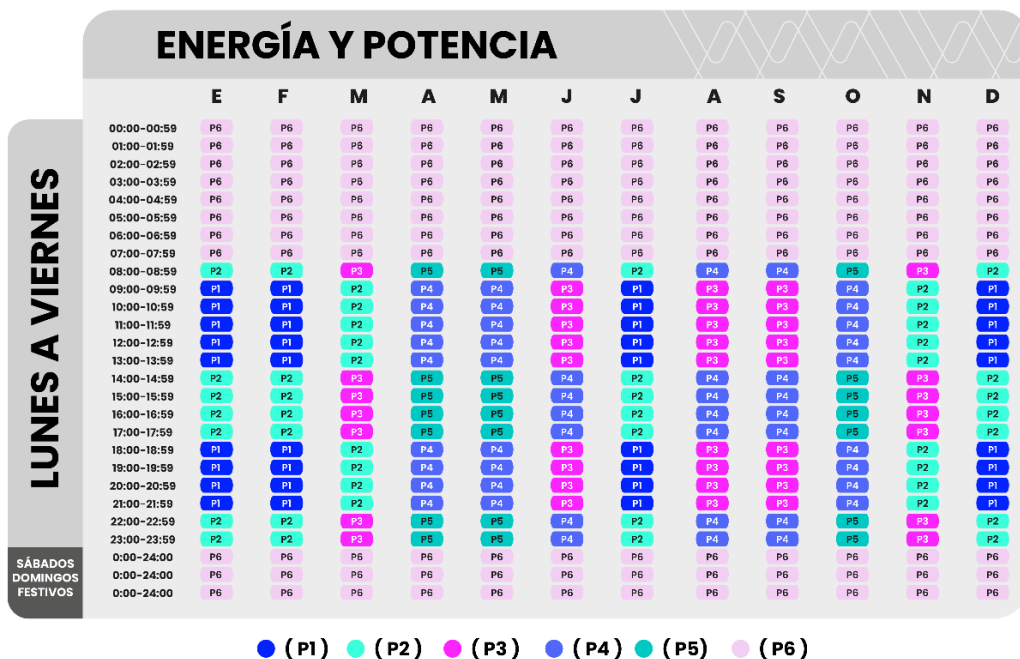 ENERGÍA Y POTENCIA
E F M A M J J A S O N D
LUNES A VIERNES
00:00-00:59 P6 P6 P6 P6 P6 P6 P6 P6 P6 P6 P6 P6
01:00-01:59 P6 P6 P6 P6 P6 P6 P6 P6 P6 P6 P6 P6
02:00-02:59 P6 P6 P6 P6 P6 P6 P6 P6 P6 P6 P6 P6
03:00-03:59 P6 P6 P6 P6 P6 P6 P6 P6 P6 P6 P6 P6
04:00-04:59 P6 P6 P6 P6 P6 P6 P6 P6 P6 P6 P6 P6
05:00-05:59 P6 P6 P6 P6 P6 P6 P6 P6 P6 P6 P6 P6
06:00-06:59 P6 P6 P6 P6 P6 P6 P6 P6 P6 P6 P6 P6
07:00-07:59 P6 P6 P6 P6 P6 P6 P6 P6 P6 P6 P6 P6
08:00-08:59 P2 P2 P3 P5 P5 P4 P2 P4 P4 P5 P3 P2
09:00-09:59 P1 P1 P2 P4 P4 P3 P1 P3 P3 P4 P2 P1
10:00-10:59 P1 P1 P2 P4 P4 P3 P1 P3 P3 P4 P2 P1
11:00-11:59 P1 P1 P2 P4 P4 P3 P1 P3 P3 P4 P2 P1
12:00-12:59 P1 P1 P2 P4 P4 P3 P1 P3 P3 P4 P2 P1
13:00-13:59 P1 P1 P2 P4 P4 P3 P1 P3 P3 P4 P2 P1
14:00-14:59 P2 P2 P3 P5 P5 P4 P2 P4 P4 P5 P3 P2
15:00-15:59 P2 P2 P3 P5 P5 P4 P2 P4 P4 P5 P3 P2
16:00-16:59 P2 P2 P3 P5 P5 P4 P2 P4 P4 P5 P3 P2
17:00-17:59 P2 P2 P3 P5 P5 P4 P2 P4 P4 P5 P3 P2
18:00-18:59 P1 P1 P2 P4 P4 P3 P1 P3 P3 P4 P2 P1
19:00-19:59 P1 P1 P2 P4 P4 P3 P1 P3 P3 P4 P2 P1
20:00-20:59 P1 P1 P2 P4 P4 P3 P1 P3 P3 P4 P2 P1
21:00-21:59 P1 P1 P2 P4 P4 P3 P1 P3 P3 P4 P2 P1
22:00-22:59 P2 P2 P3 P5 P5 P4 P2 P4 P4 P5 P3 P2
23:00-23:59 P2 P2 P3 P5 P5 P4 P2 P4 P4 P5 P3 P2
SÁBADOS
DOMINGOS
FESTIVOS
0:00-24:00 P6 P6 P6 P6 P6 P6 P6 P6 P6 P6 P6 P6
0:00-24:00 P6 P6 P6 P6 P6 P6 P6 P6 P6 P6 P6 P6
0:00-24:00 P6 P6 P6 P6 P6 P6 P6 P6 P6 P6 P6 P6
( P1 ) ( P2 ) ( P3 ) ( P4 ) ( P5) ( P6 )